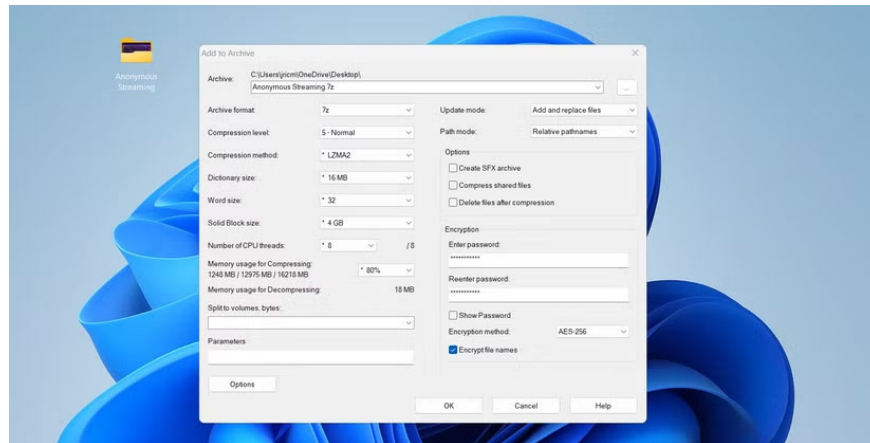 Anonymous
Streaming
Add to Archive
Archive:
C:\Users\jricm\OneDrive\Desktop\
Anonymous Streaming.7z
...
Archive format:
7z
Compression level:
5 - Normal
Compression method:
* LZMA2
Dictionary size:
* 16 MB
Word size:
* 32
Solid Block size:
* 4 GB
Number of CPU threads:
* 8
/ 8
Memory usage for Compressing:
1248 MB / 12975 MB / 16218 MB
* 80%
Memory usage for Decompressing:
18 MB
Split to volumes, bytes:
Parameters
Options
Update mode:
Add and replace files
Path mode:
Relative pathnames
Options
Create SFX archive
Compress shared files
Delete files after compression
Encryption
Enter password:
***********
Reenter password:
***********
Show Password
Encryption method:
AES-256
Encrypt file names
OK
Cancel
Help